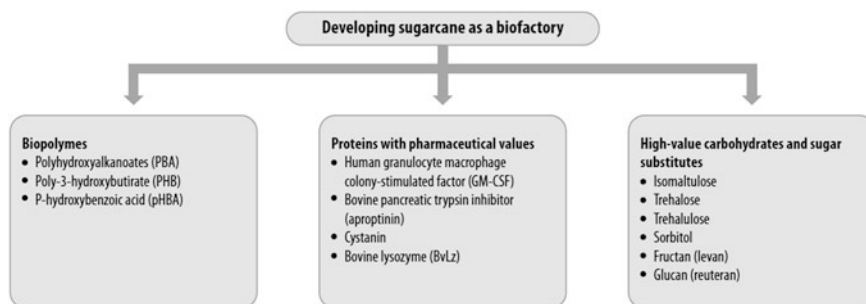 Developing sugarcane as a biofactory
Biopolymes
• Polyhydroxyalkanoates (PBA)
• Poly-3-hydroxybutirate (PHB)
• P-hydroxybenzoic acid (pHBA)
Proteins with pharmaceutical values
• Human granulocyte macrophage
colony-stimulated factor (GM-CSF)
• Bovine pancreatic trypsin inhibitor
(aproptinin)
• Cystanin
• Bovine lysozyme (BvLz)
High-value carbohydrates and sugar
substitutes
• Isomaltulose
• Trehalose
• Trehalulose
• Sorbitol
• Fructan (levan)
• Glucan (reuteran)